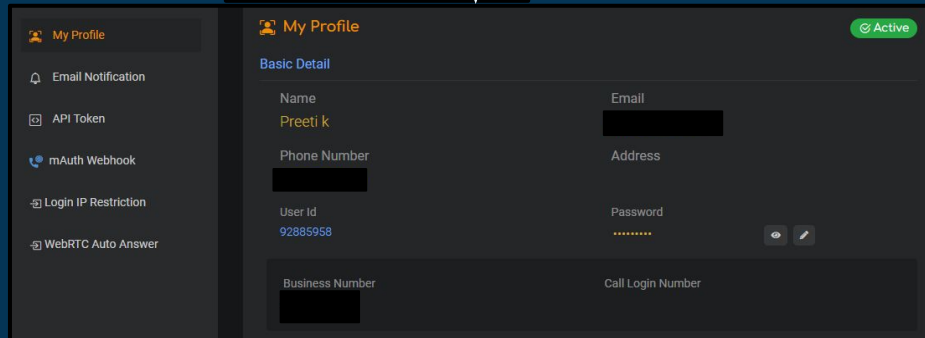 My Profile
Email Notification
API Token
mAuth Webhook
Login IP Restriction
WebRTC Auto Answer
My Profile
Active
Basic Detail
Name
Email
Preeti k
Phone Number
Address
User Id
Password
92885958
•••••••••
Business Number
Call Login Number